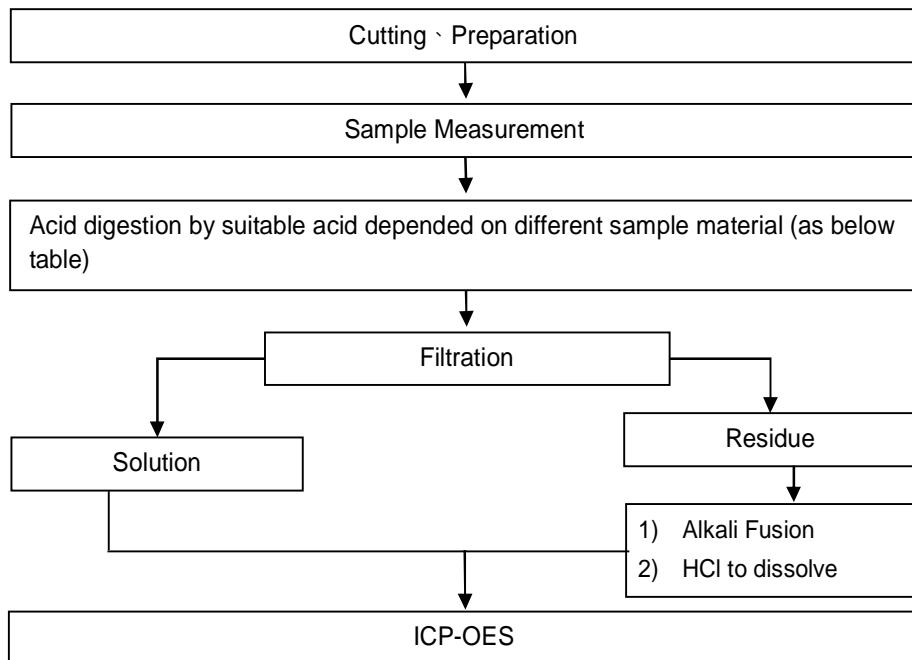 Cutting、Preparation
Sample Measurement
Acid digestion by suitable acid depended on different sample material (as below
table)
Filtration
Solution
Residue
1) Alkali Fusion
2) HCl to dissolve
ICP-OES